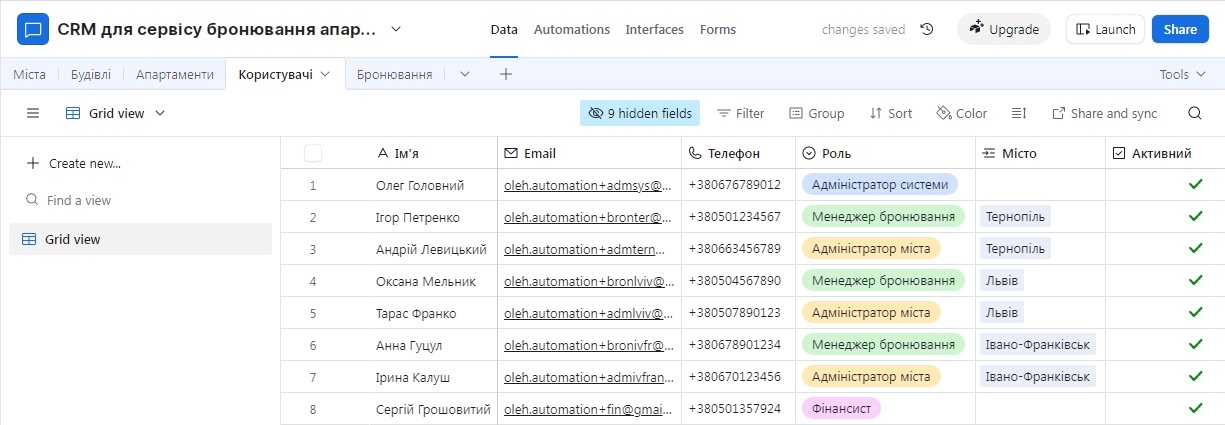 CRM для сервісу бронювання апар...
Data Automations Interfaces Forms
changes saved Upgrade Launch Share
Міста Будівлі Апартаменти Користувачі Бронювання Tools
Grid view 9 hidden fields Filter Group Sort Color Share and sync
Create new...
Find a view
Grid view
Ім'я Email Телефон Роль Місто Активний
1 Олег Головний oleh.automation+admsys@... +380676789012 Адміністратор системи
2 Ігор Петренко oleh.automation+bronter@... +380501234567 Менеджер бронювання Тернопіль
3 Андрій Левицький oleh.automation+admtern... +380663456789 Адміністратор міста Тернопіль
4 Оксана Мельник oleh.automation+bronlviv@... +380504567890 Менеджер бронювання Львів
5 Тарас Франко oleh.automation+admlviv@... +380507890123 Адміністратор міста Львів
6 Анна Гуцул oleh.automation+bronivfr@... +380678901234 Менеджер бронювання Івано-Франківськ
7 Ірина Калуш oleh.automation+admivfran... +380670123456 Адміністратор міста Івано-Франківськ
8 Сергій Грошовитий oleh.automation+fin@gmai... +380501357924 Фінансист